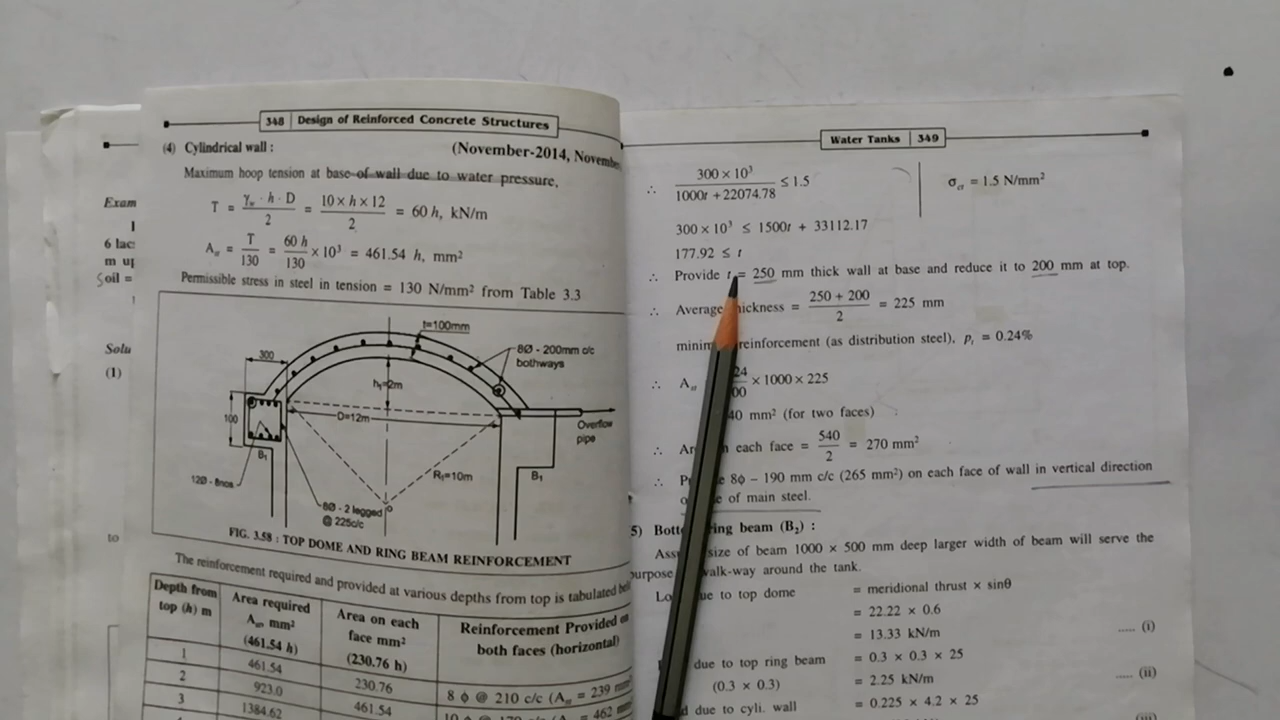 348 Design of Reinforced Concrete Structures
(4) Cylindrical wall : (November-2014,
Maximum hoop tension at base of wall due to water pressure,
T = γw · h · D / 2 = 10 × h × 12 / 2 = 60 h, kN/m
Ast = T / 130 = 60 h / 130 × 10³ = 461.54 h, mm²
Permissible stress in steel in tension = 130 N/mm² from Table 3.3
t=100mm
300
8Ø - 200mm c/c
bothways
h₁=2m
100
D=12m
Overflow
pipe
B₁
R₁=10m
B₁
12Ø - 8nos
8Ø - 2 legged
@ 225c/c
FIG. 3.58 : TOP DOME AND RING BEAM REINFORCEMENT
The reinforcement required and provided at various depths from top is tabulated
Depth from top (h) m
Area required Ast, mm² (461.54 h)
Area on each face mm² (230.76 h)
Reinforcement Provided on both faces (horizontal)
1 461.54 230.76 8 ϕ @ 210 c/c (Ast = 239
2 923.0 461.54
3 1384.62
Exam
6 lac
m up
Soil =
Solu
(1)
to
Water Tanks 349
∴ 300 × 10³ / 1000t + 22074.78 ≤ 1.5 σct = 1.5 N/mm²
300 × 10³ ≤ 1500t + 33112.17
177.92 ≤ t
∴ Provide t = 250 mm thick wall at base and reduce it to 200 mm at top.
∴ Average thickness = 250 + 200 / 2 = 225 mm
reinforcement (as distribution steel), pt = 0.24%
∴ Ast × 1000 × 225
mm² (for two faces)
∴ each face = 540 / 2 = 270 mm²
∴ 8ϕ – 190 mm c/c (265 mm²) on each face of wall in vertical direction
of main steel.
5) ring beam (B₂) :
size of beam 1000 × 500 mm deep larger width of beam will serve the
walk-way around the tank.
due to top dome = meridional thrust × sinθ
= 22.22 × 0.6
= 13.33 kN/m ..... (i)
due to top ring beam = 0.3 × 0.3 × 25
(0.3 × 0.3) = 2.25 kN/m ..... (ii)
due to cyli. wall = 0.225 × 4.2 × 25